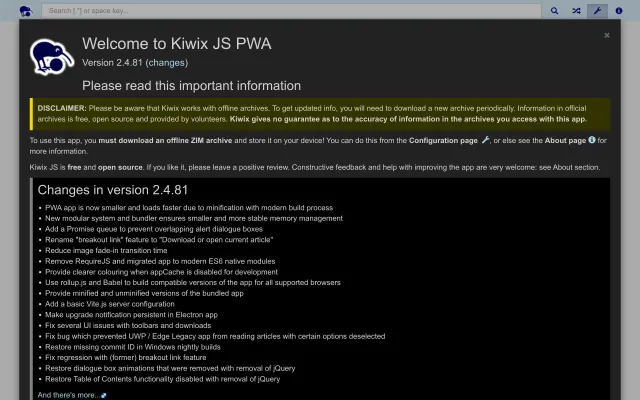 Search [.*] or space key...
Welcome to Kiwix JS PWA
Version 2.4.81 (changes)
Please read this important information
DISCLAIMER: Please be aware that Kiwix works with offline archives. To get updated info, you will need to download a new archive periodically. Information in official
archives is free, open source and provided by volunteers. Kiwix gives no guarantee as to the accuracy of information in the archives you access with this app.
To use this app, you must download an offline ZIM archive and store it on your device! You can do this from the Configuration page , or else see the About page for
more information.
Kiwix JS is free and open source. If you like it, please leave a positive review. Constructive feedback and help with improving the app are very welcome: see About section.
Changes in version 2.4.81
• PWA app is now smaller and loads faster due to minification with modern build process
• New modular system and bundler ensures smaller and more stable memory management
• Add a Promise queue to prevent overlapping alert dialogue boxes
• Rename "breakout link" feature to "Download or open current article"
• Reduce image fade-in transition time
• Remove RequireJS and migrated app to modern ES6 native modules
• Provide clearer colouring when appCache is disabled for development
• Use rollup.js and Babel to build compatible versions of the app for all supported browsers
• Provide minified and unminified versions of the bundled app
• Add a basic Vite.js server configuration
• Make upgrade notification persistent in Electron app
• Fix several UI issues with toolbars and downloads
• Fix bug which prevented UWP / Edge Legacy app from reading articles with certain options deselected
• Restore missing commit ID in Windows nightly builds
• Fix regression with (former) breakout link feature
• Restore dialogue box animations that were removed with removal of jQuery
• Restore Table of Contents functionality disabled with removal of jQuery
And there's more...